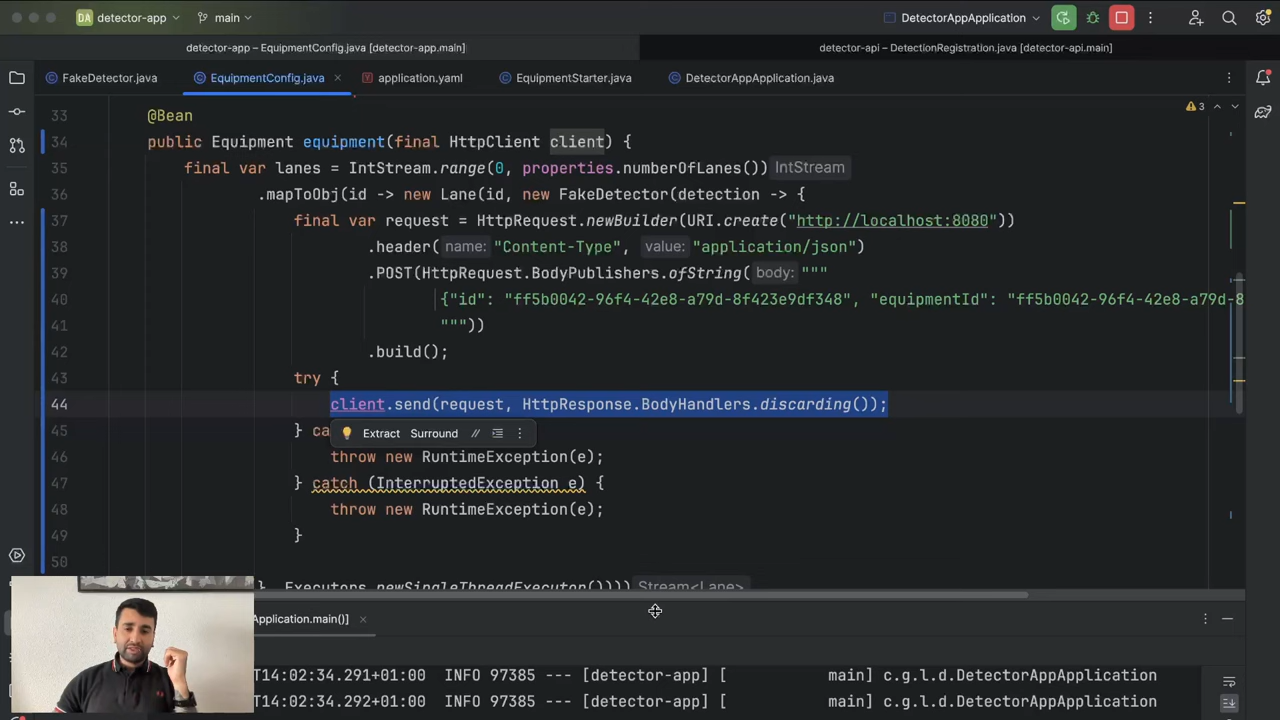 DA detector-app main DetectorAppApplication
detector-app – EquipmentConfig.java [detector-app.main] detector-api – DetectionRegistration.java [detector-api.main]
FakeDetector.java EquipmentConfig.java application.yaml EquipmentStarter.java DetectorAppApplication.java
33 @Bean 3
34 public Equipment equipment(final HttpClient client) {
35 final var lanes = IntStream.range(0, properties.numberOfLanes()) IntStream
36 .mapToObj(id -> new Lane(id, new FakeDetector(detection -> {
37 final var request = HttpRequest.newBuilder(URI.create("http://localhost:8080"))
38 .header( name: "Content-Type", value: "application/json")
39 .POST(HttpRequest.BodyPublishers.ofString( body: """
40 {"id": "ff5b0042-96f4-42e8-a79d-8f423e9df348", "equipmentId": "ff5b0042-96f4-42e8-a79d-8
41 """))
42 .build();
43 try {
44 client.send(request, HttpResponse.BodyHandlers.discarding());
45 } ca
Extract Surround //
46 throw new RuntimeException(e);
47 } catch (InterruptedException e) {
48 throw new RuntimeException(e);
49 }
50
}, Executors.newSingleThreadExecutor()))) Stream<Lane>
Application.main()]
T14:02:34.291+01:00 INFO 97385 --- [detector-app] [ main] c.g.l.d.DetectorAppApplication
T14:02:34.292+01:00 INFO 97385 --- [detector-app] [ main] c.g.l.d.DetectorAppApplication